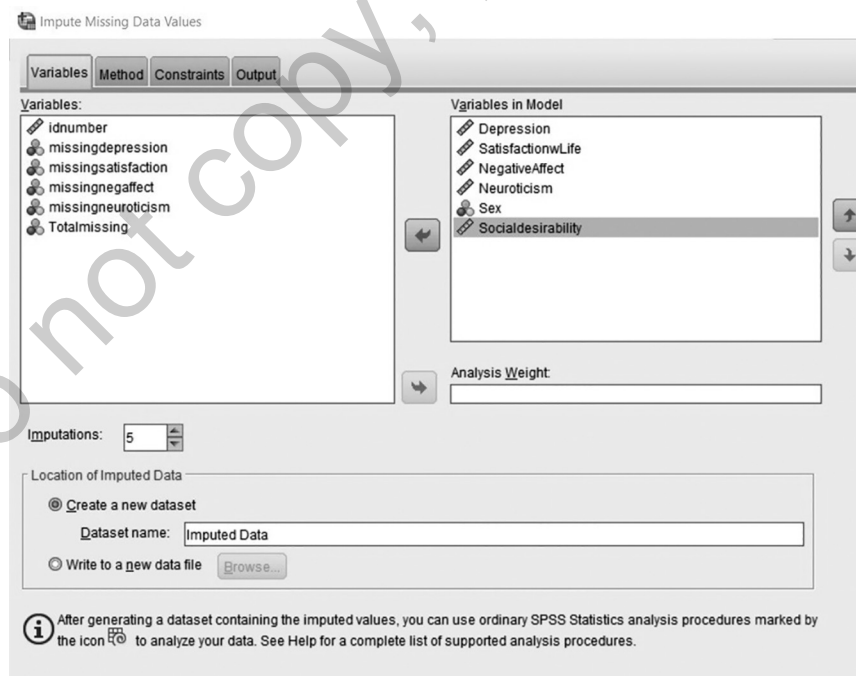 Impute Missing Data Values
Variables Method Constraints Output
Variables:
idnumber
missingdepression
missingsatisfaction
missingnegaffect
missingneuroticism
Totalmissing
Variables in Model
Depression
SatisfactionwLife
NegativeAffect
Neuroticism
Sex
Socialdesirability
Analysis Weight:
Imputations: 5
Location of Imputed Data
Create a new dataset
Dataset name: Imputed Data
Write to a new data file Browse...
After generating a dataset containing the imputed values, you can use ordinary SPSS Statistics analysis procedures marked by
the icon to analyze your data. See Help for a complete list of supported analysis procedures.
not copy,